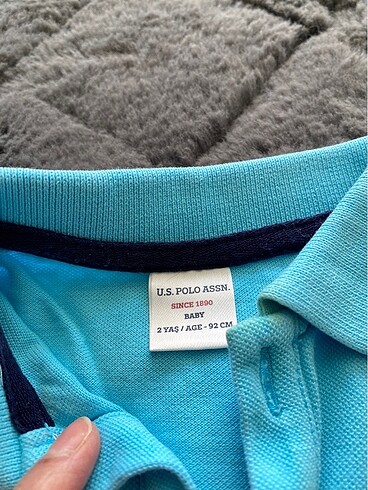 U.S. POLO ASSN.
SINCE 1890
BABY
2 YAŞ / AGE - 92 CM